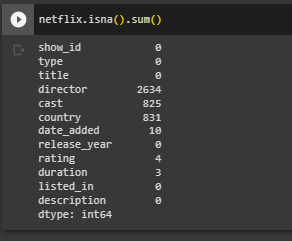 netflix.isna().sum()
show_id 0
type 0
title 0
director 2634
cast 825
country 831
date_added 10
release_year 0
rating 4
duration 3
listed_in 0
description 0
dtype: int64